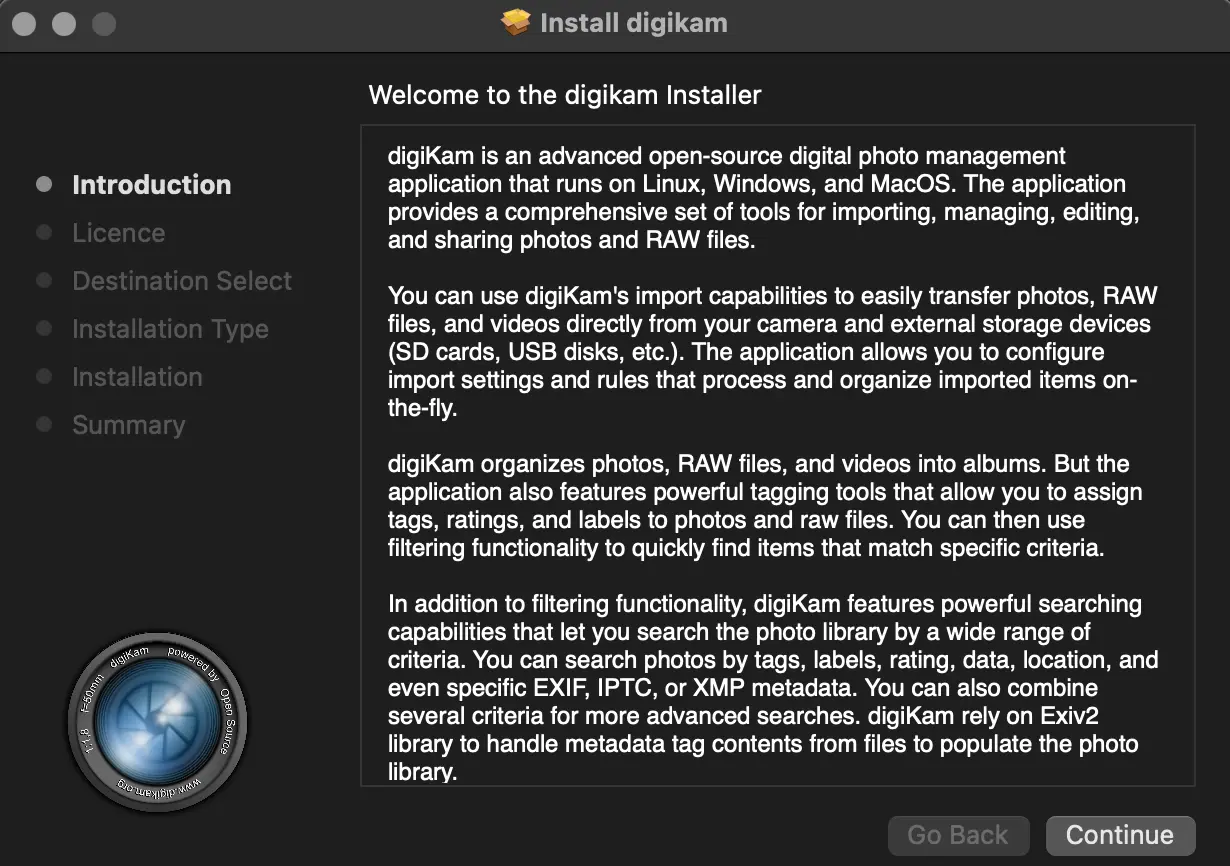 Install digikam
Welcome to the digikam Installer
Introduction
Licence
Destination Select
Installation Type
Installation
Summary
digiKam is an advanced open-source digital photo management
application that runs on Linux, Windows, and MacOS. The application
provides a comprehensive set of tools for importing, managing, editing,
and sharing photos and RAW files.
You can use digiKam's import capabilities to easily transfer photos, RAW
files, and videos directly from your camera and external storage devices
(SD cards, USB disks, etc.). The application allows you to configure
import settings and rules that process and organize imported items on-
the-fly.
digiKam organizes photos, RAW files, and videos into albums. But the
application also features powerful tagging tools that allow you to assign
tags, ratings, and labels to photos and raw files. You can then use
filtering functionality to quickly find items that match specific criteria.
In addition to filtering functionality, digiKam features powerful searching
capabilities that let you search the photo library by a wide range of
criteria. You can search photos by tags, labels, rating, data, location, and
even specific EXIF, IPTC, or XMP metadata. You can also combine
several criteria for more advanced searches. digiKam rely on Exiv2
library to handle metadata tag contents from files to populate the photo
library.
1:1.8 f=50mm digiKam powered by Open Source
www.digikam.org
Go Back
Continue